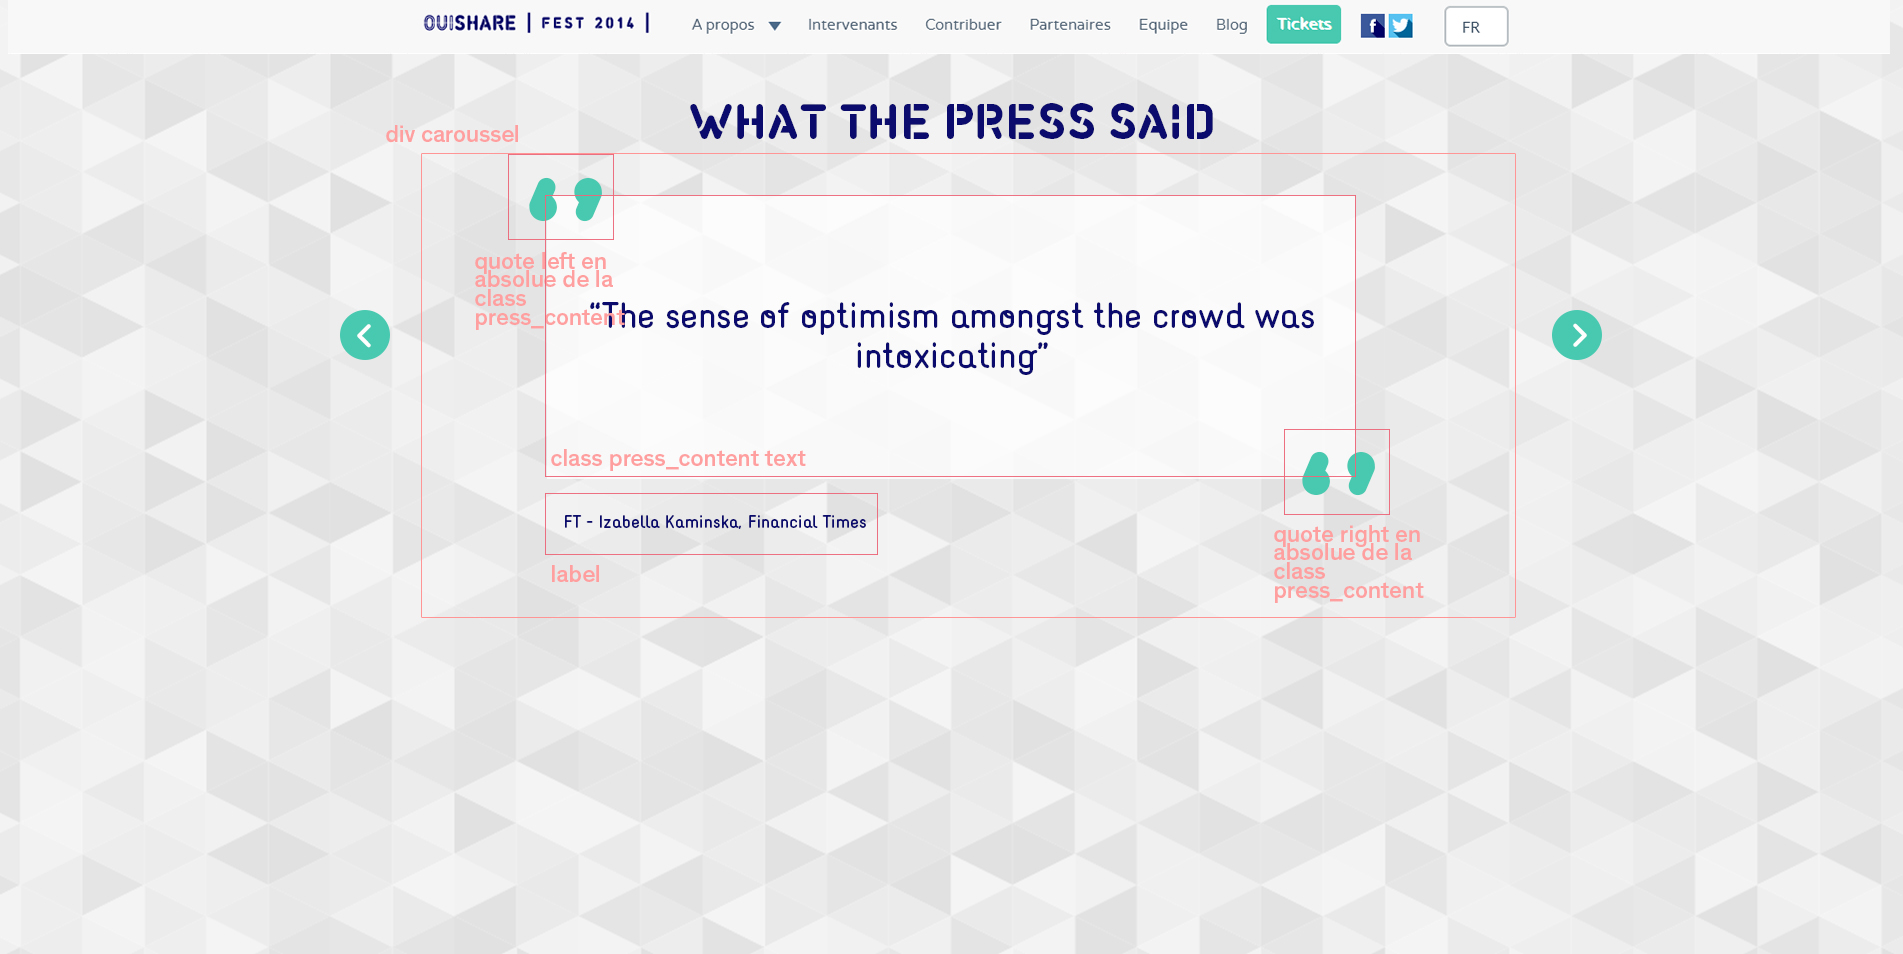 OUISHARE | FEST 2014 |
A propos
Intervenants
Contribuer
Partenaires
Equipe
Blog
Tickets
FR
WHAT THE PRESS SAID
div caroussel
quote left en
absolue de la
class
press_content
“The sense of optimism amongst the crowd was
intoxicating”
class press_content text
FT - Izabella Kaminska, Financial Times
label
quote right en
absolue de la
class
press_content